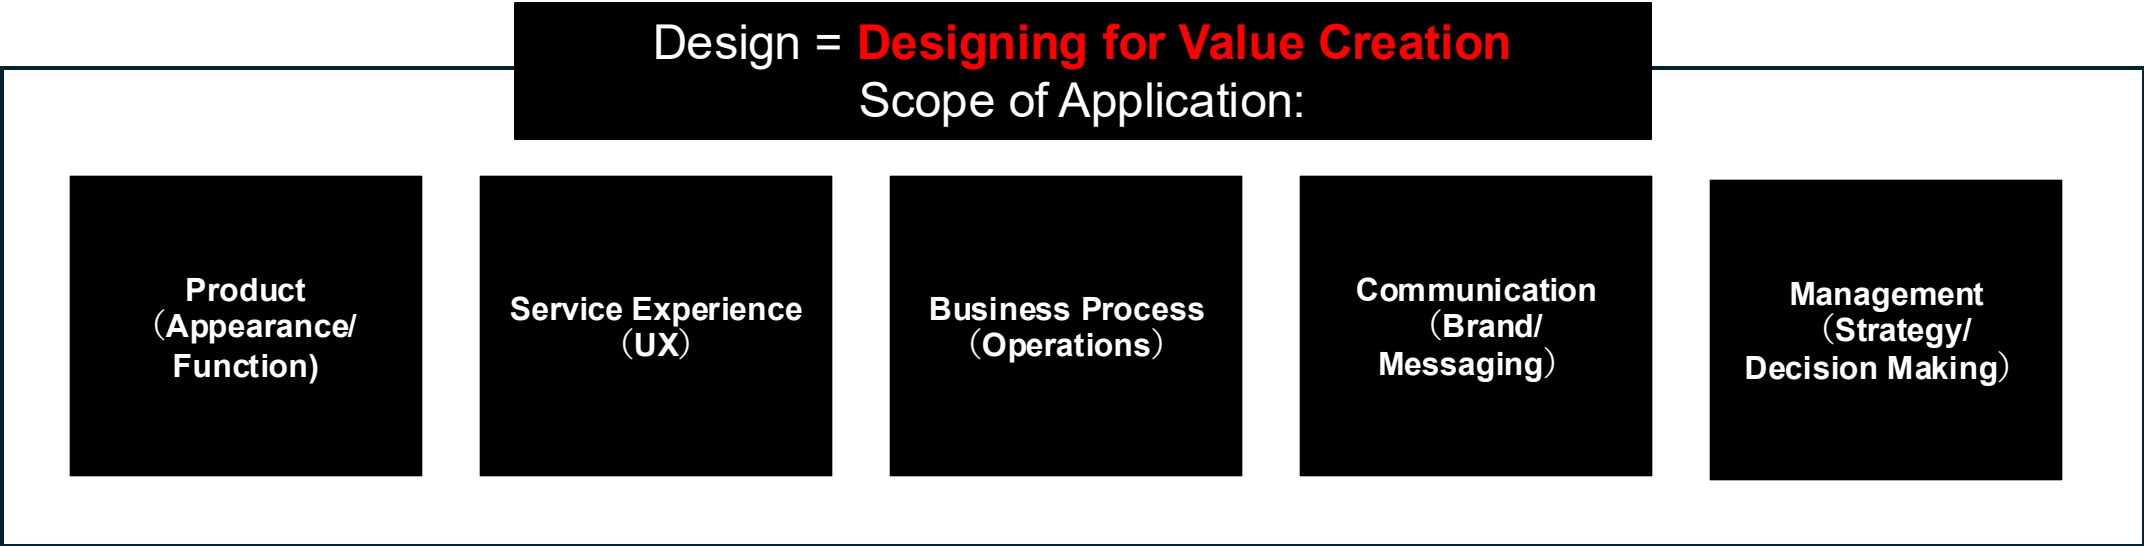 Design = Designing for Value Creation
Scope of Application:
Product
（Appearance/
Function)
Service Experience
（UX）
Business Process
（Operations）
Communication
（Brand/
Messaging）
Management
（Strategy/
Decision Making）